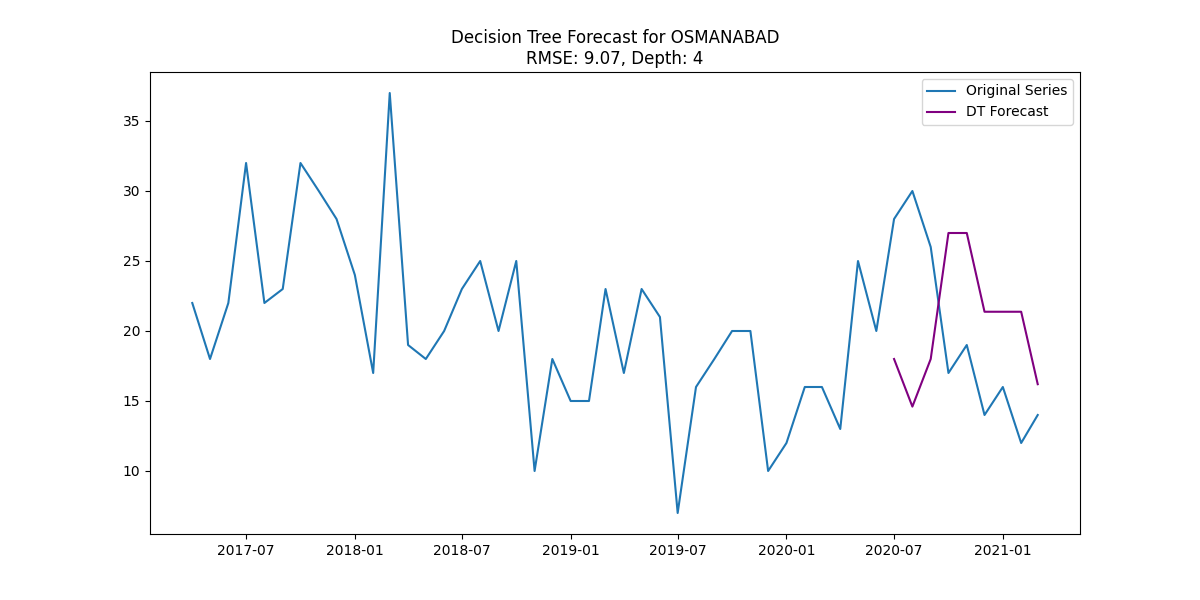 Decision Tree Forecast for OSMANABAD
RMSE: 9.07, Depth: 4
Original Series
DT Forecast
35
30
25
20
15
10
2017-07 2018-01 2018-07 2019-01 2019-07 2020-01 2020-07 2021-01